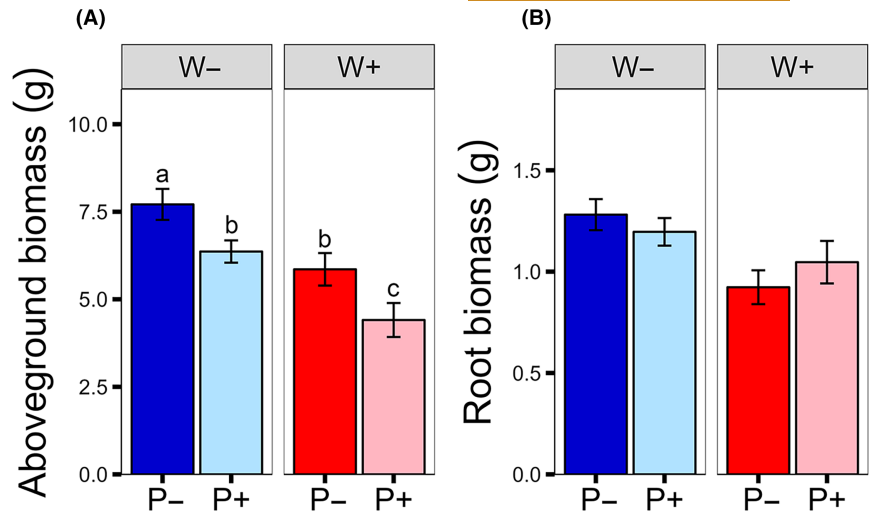 (A)
(B)
W– W+
W– W+
Aboveground biomass (g)
10.0
7.5
5.0
2.5
0.0
a
b
b
c
P– P+ P– P+
Root biomass (g)
1.5
1.0
0.5
0.0
P– P+ P– P+